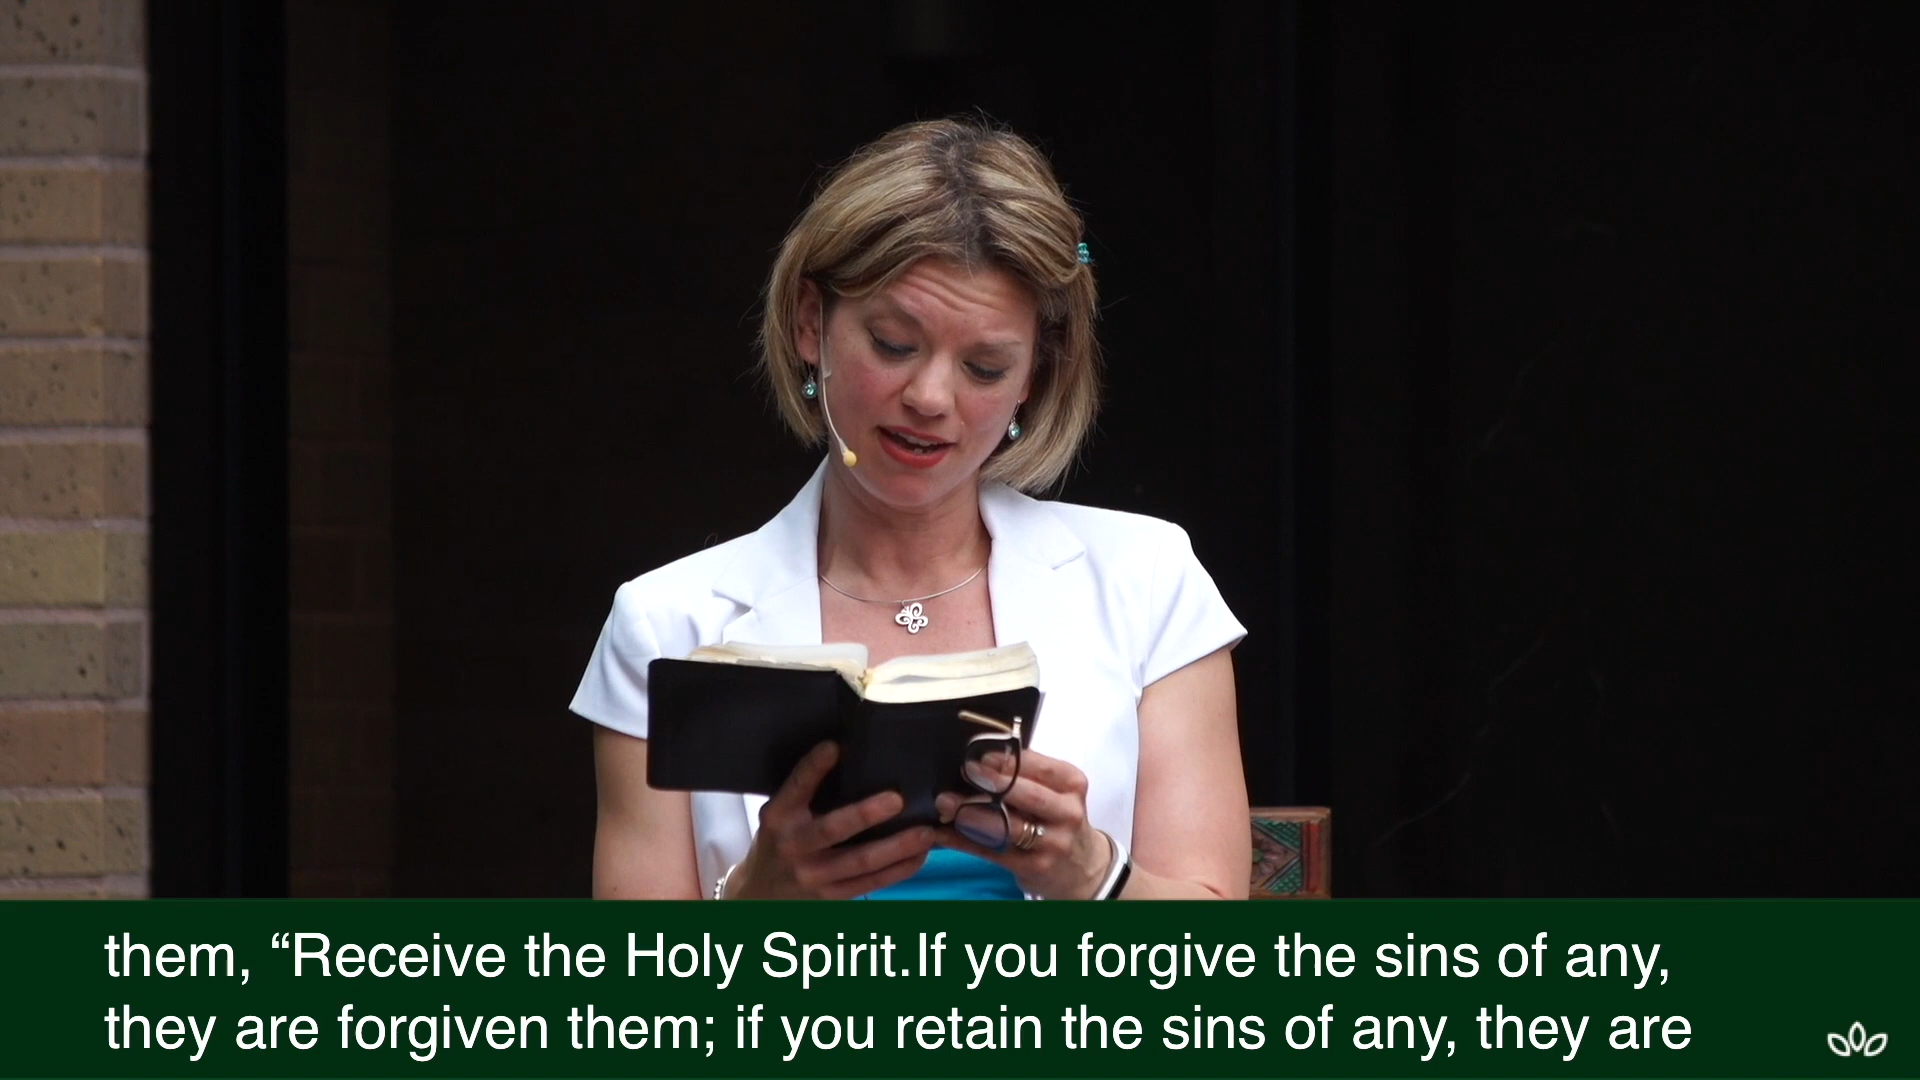 them, “Receive the Holy Spirit.If you forgive the sins of any,
they are forgiven them; if you retain the sins of any, they are